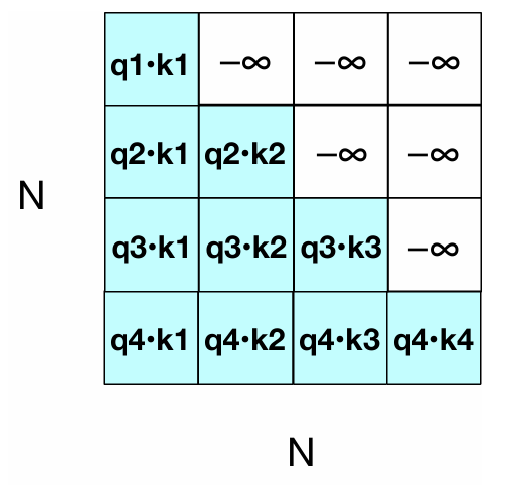 q1•k1 −∞ −∞ −∞
q2•k1 q2•k2 −∞ −∞
N
q3•k1 q3•k2 q3•k3 −∞
q4•k1 q4•k2 q4•k3 q4•k4
N